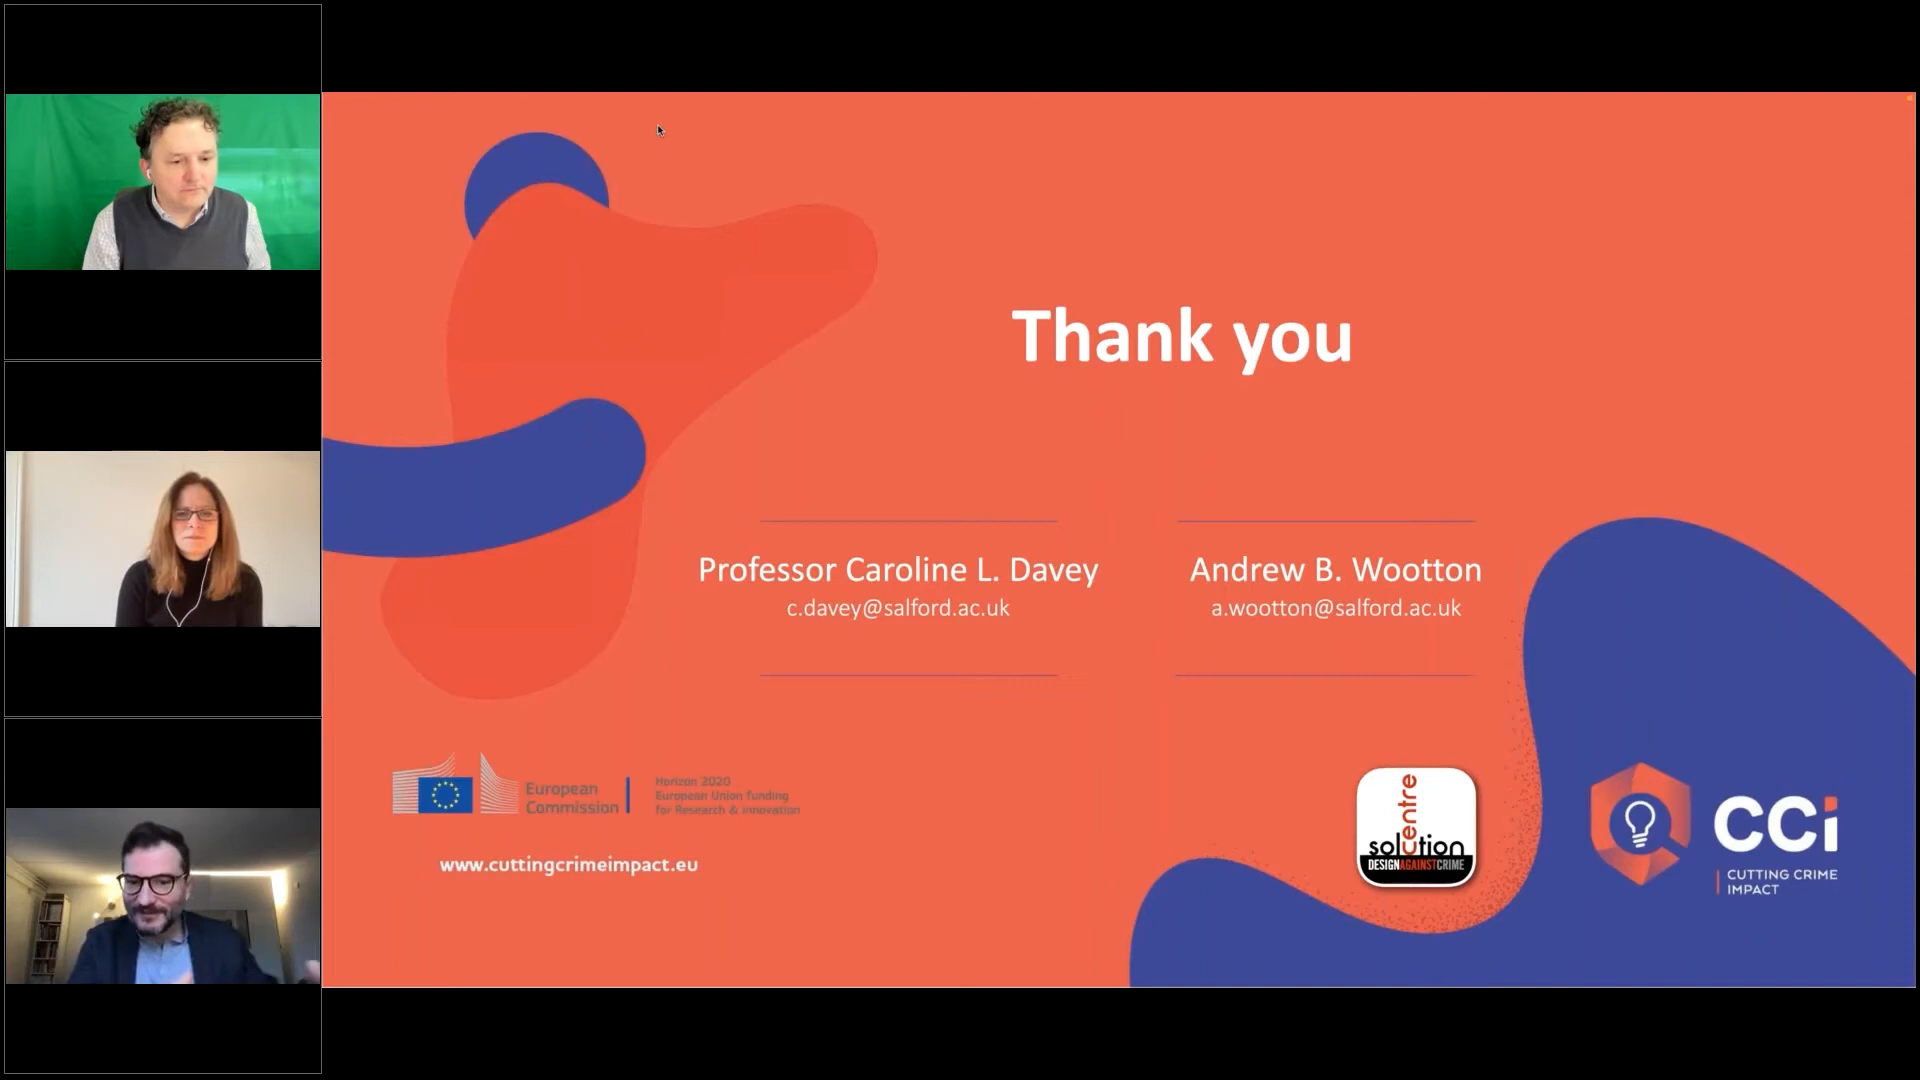 Thank you
Professor Caroline L. Davey
c.davey@salford.ac.uk
Andrew B. Wootton
a.wootton@salford.ac.uk
European
Commission
Horizon 2020
European Union funding
for Research & Innovation
www.cuttingcrimeimpact.eu
solution
centre
DESIGNAGAINSTCRIME
CCi
CUTTING CRIME
IMPACT